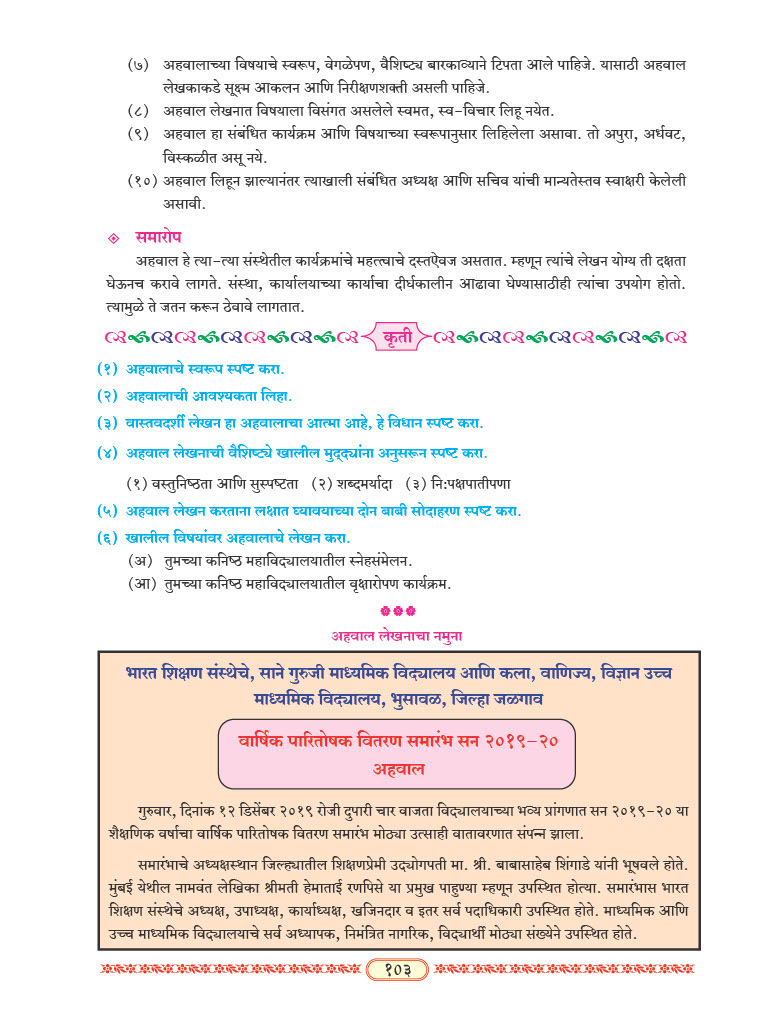 (७) अहवालाच्या विषयाचे स्वरूप, वेगळेपण, वैशिष्ट्य बारकाव्याने टिपता आले पाहिजे. यासाठी अहवाल
लेखकाकडे सूक्ष्म आकलन आणि निरीक्षणशक्ती असली पाहिजे.
(८) अहवाल लेखनात विषयाला विसंगत असलेले स्वमत, स्व-विचार लिहू नयेत.
(९) अहवाल हा संबंधित कार्यक्रम आणि विषयाच्या स्वरूपानुसार लिहिलेला असावा. तो अपुरा, अर्धवट,
विस्कळीत असू नये.
(१०) अहवाल लिहून झाल्यानंतर त्याखाली संबंधित अध्यक्ष आणि सचिव यांची मान्यतेस्तव स्वाक्षरी केलेली
असावी.
समारोप
अहवाल हे त्या-त्या संस्थेतील कार्यक्रमांचे महत्त्वाचे दस्तऐवज असतात. म्हणून त्यांचे लेखन योग्य ती दक्षता
घेऊनच करावे लागते. संस्था, कार्यालयाच्या कार्याचा दीर्घकालीन आढावा घेण्यासाठीही त्यांचा उपयोग होतो.
त्यामुळे ते जतन करून ठेवावे लागतात.
कृती
(१) अहवालाचे स्वरूप स्पष्ट करा.
(२) अहवालाची आवश्यकता लिहा.
(३) वास्तवदर्शी लेखन हा अहवालाचा आत्मा आहे, हे विधान स्पष्ट करा.
(४) अहवाल लेखनाची वैशिष्ट्ये खालील मुद्द्यांना अनुसरून स्पष्ट करा.
(१) वस्तुनिष्ठता आणि सुस्पष्टता (२) शब्दमर्यादा (३) नि:पक्षपातीपणा
(५) अहवाल लेखन करताना लक्षात घ्यावयाच्या दोन बाबी सोदाहरण स्पष्ट करा.
(६) खालील विषयांवर अहवालाचे लेखन करा.
(अ) तुमच्या कनिष्ठ महाविद्यालयातील स्नेहसंमेलन.
(आ) तुमच्या कनिष्ठ महाविद्यालयातील वृक्षारोपण कार्यक्रम.
अहवाल लेखनाचा नमुना
भारत शिक्षण संस्थेचे, साने गुरुजी माध्यमिक विद्यालय आणि कला, वाणिज्य, विज्ञान उच्च
माध्यमिक विद्यालय, भुसावळ, जिल्हा जळगाव
वार्षिक पारितोषक वितरण समारंभ सन २०१९-२०
अहवाल
गुरुवार, दिनांक १२ डिसेंबर २०१९ रोजी दुपारी चार वाजता विद्यालयाच्या भव्य प्रांगणात सन २०१९-२० या
शैक्षणिक वर्षाचा वार्षिक पारितोषक वितरण समारंभ मोठ्या उत्साही वातावरणात संपन्न झाला.
समारंभाचे अध्यक्षस्थान जिल्ह्यातील शिक्षणप्रेमी उद्योगपती मा. श्री. बाबासाहेब शिंगाडे यांनी भूषवले होते.
मुंबई येथील नामवंत लेखिका श्रीमती हेमाताई रणपिसे या प्रमुख पाहुण्या म्हणून उपस्थित होत्या. समारंभास भारत
शिक्षण संस्थेचे अध्यक्ष, उपाध्यक्ष, कार्याध्यक्ष, खजिनदार व इतर सर्व पदाधिकारी उपस्थित होते. माध्यमिक आणि
उच्च माध्यमिक विद्यालयाचे सर्व अध्यापक, निमंत्रित नागरिक, विद्यार्थी मोठ्या संख्येने उपस्थित होते.
१०३